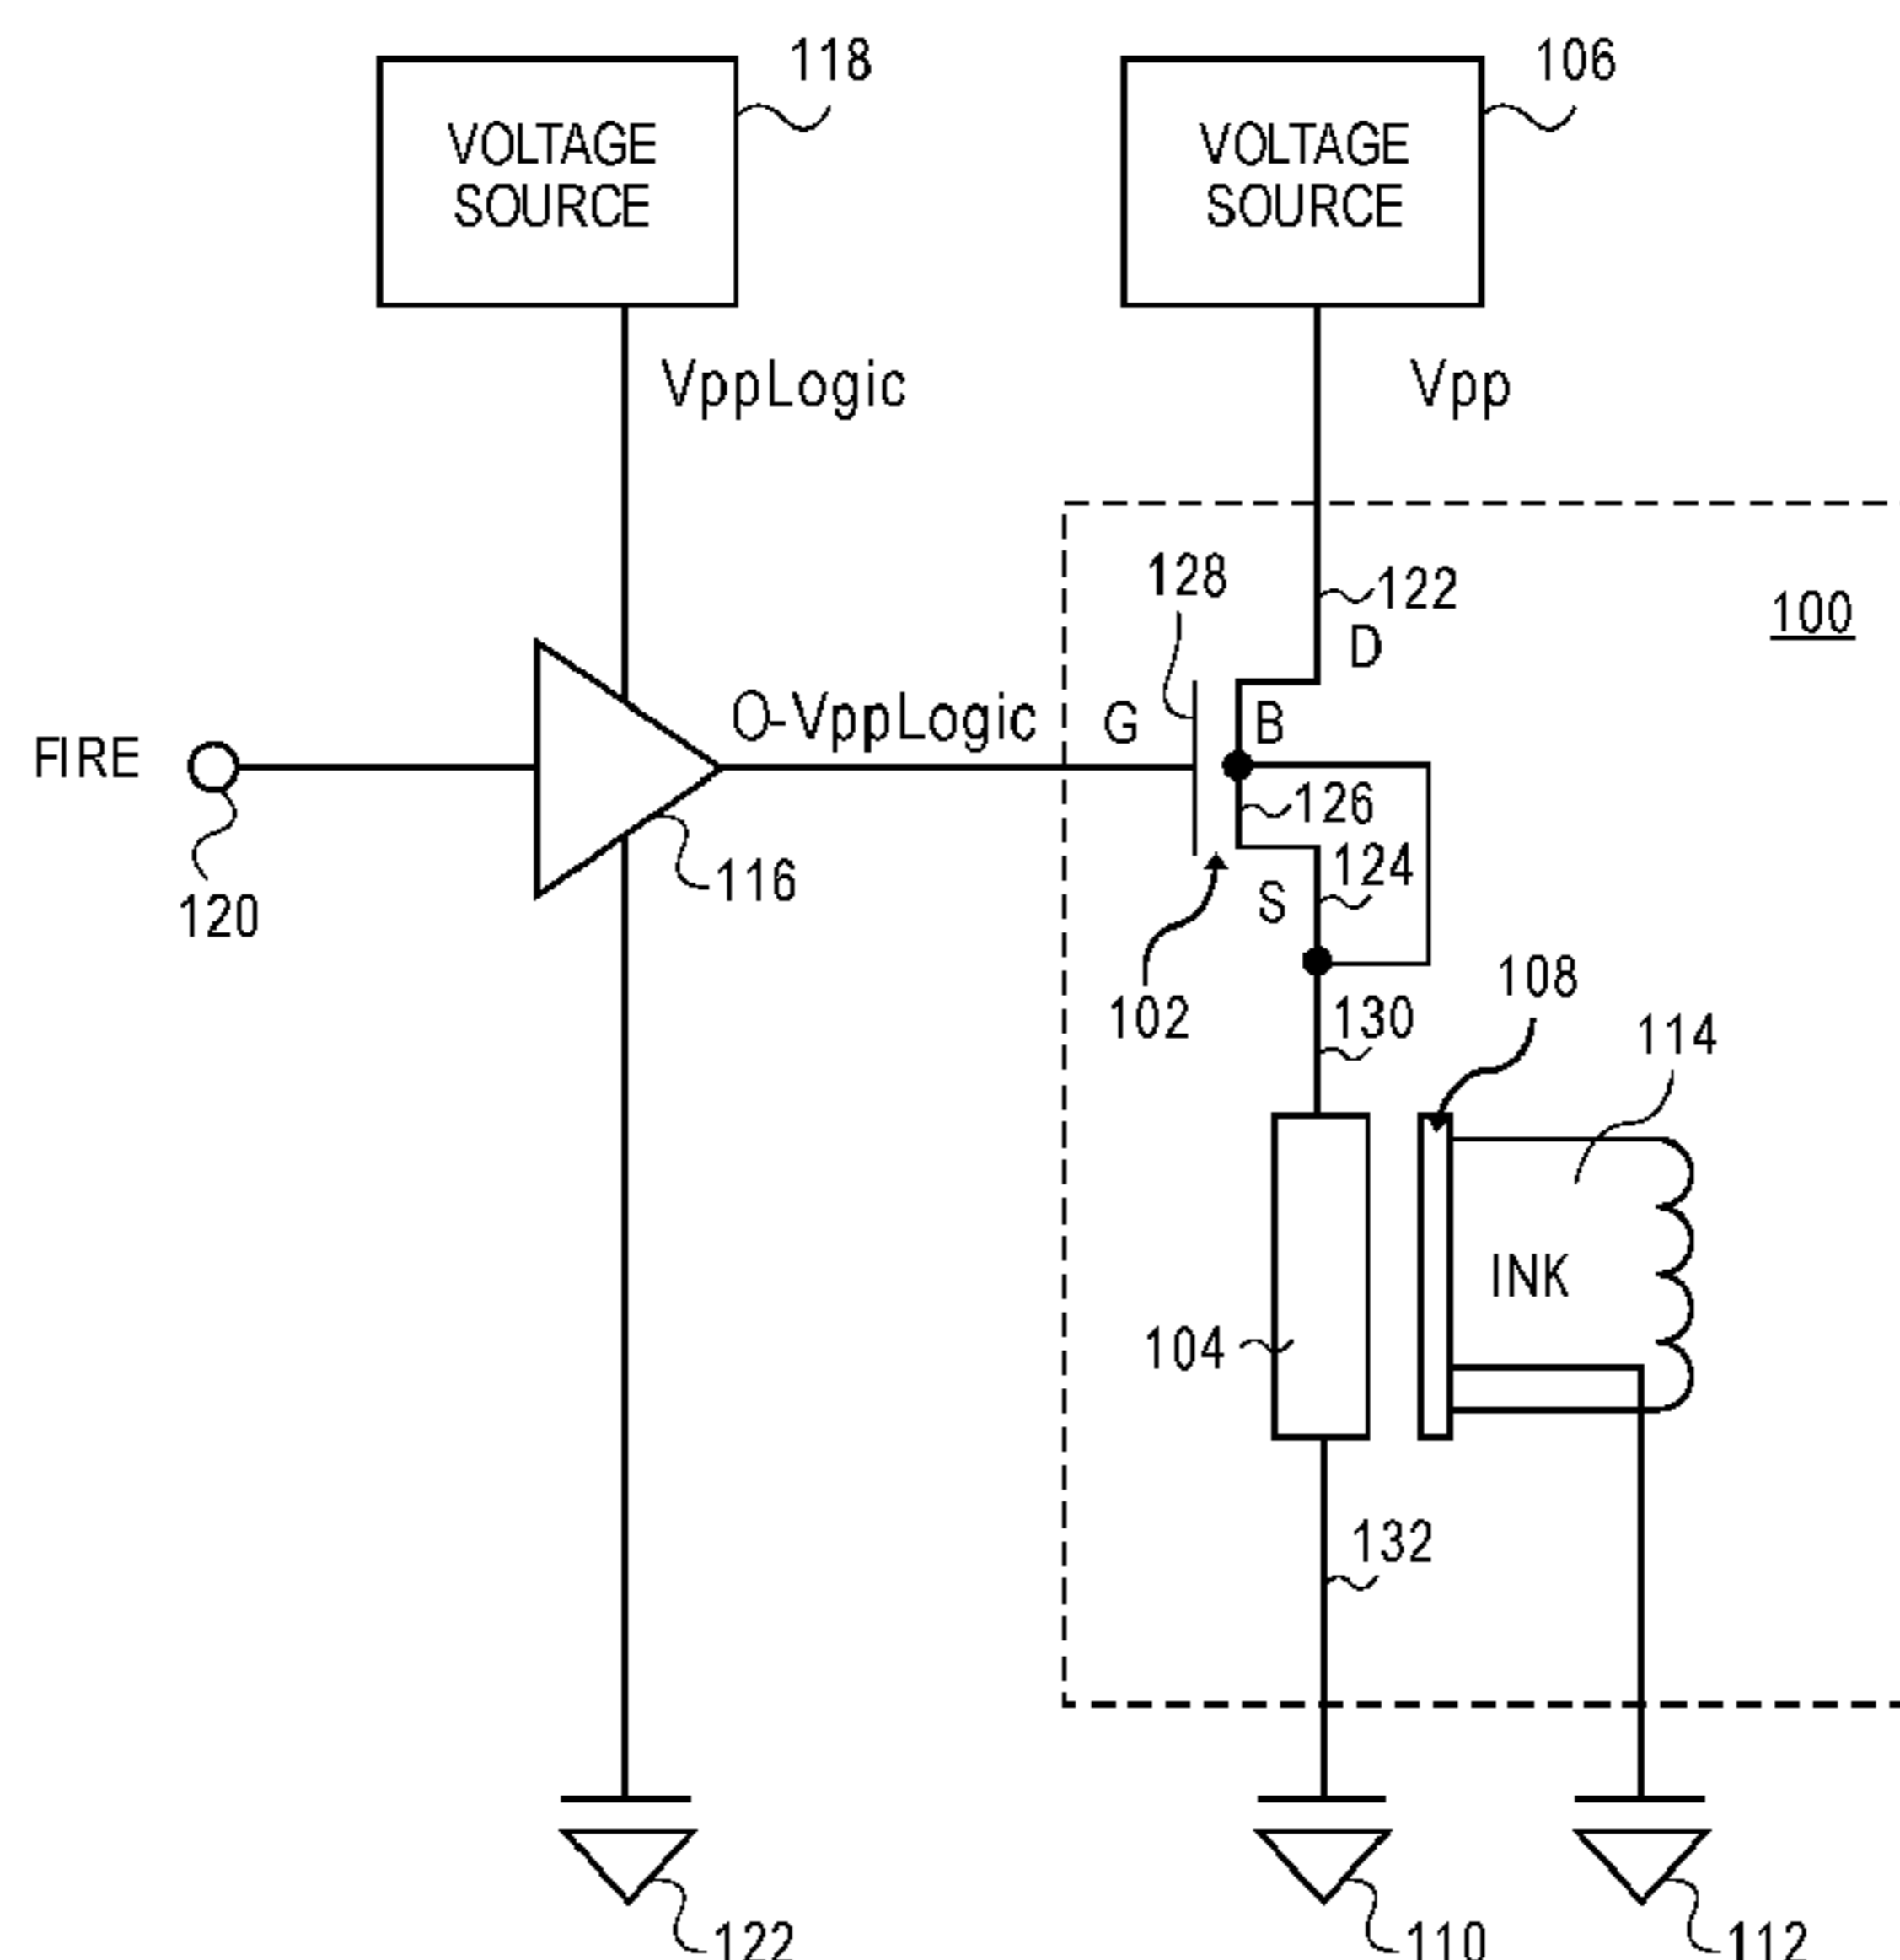 118
106
VOLTAGE
SOURCE
VOLTAGE
SOURCE
VppLogic
Vpp
128
122
100
D
O-VppLogic
G
B
FIRE
126
124
116
S
120
108
102
130
114
INK
104
132
122
110
112